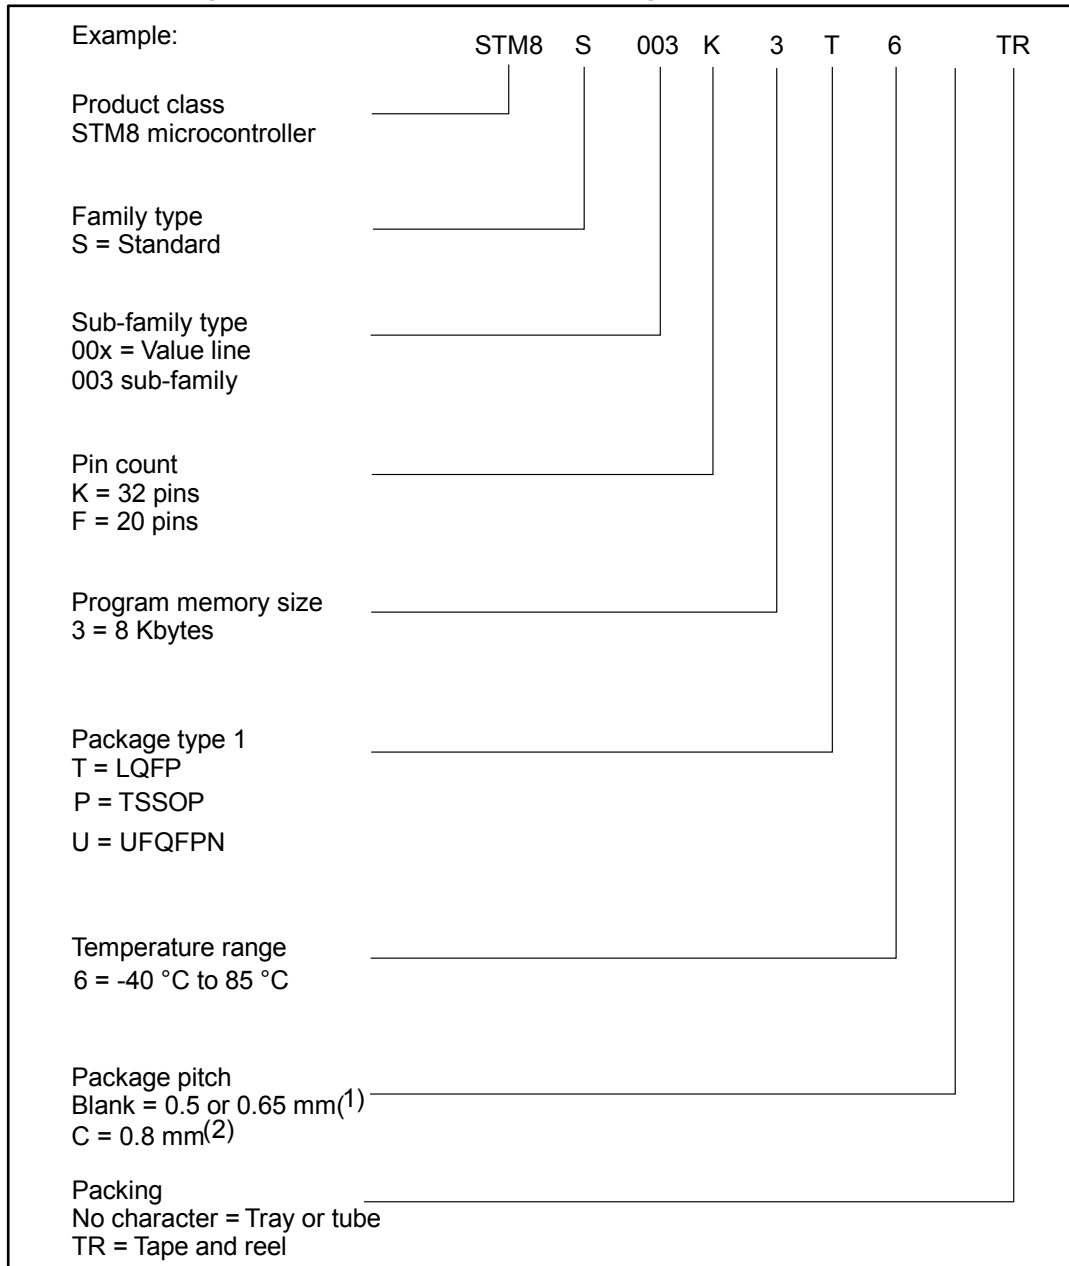 Example:
STM8 S 003 K 3 T 6 TR
Product class
STM8 microcontroller
Family type
S = Standard
Sub-family type
00x = Value line
003 sub-family
Pin count
K = 32 pins
F = 20 pins
Program memory size
3 = 8 Kbytes
Package type 1
T = LQFP
P = TSSOP
U = UFQFPN
Temperature range
6 = -40 °C to 85 °C
Package pitch
Blank = 0.5 or 0.65 mm(1)
C = 0.8 mm(2)
Packing
No character = Tray or tube
TR = Tape and reel